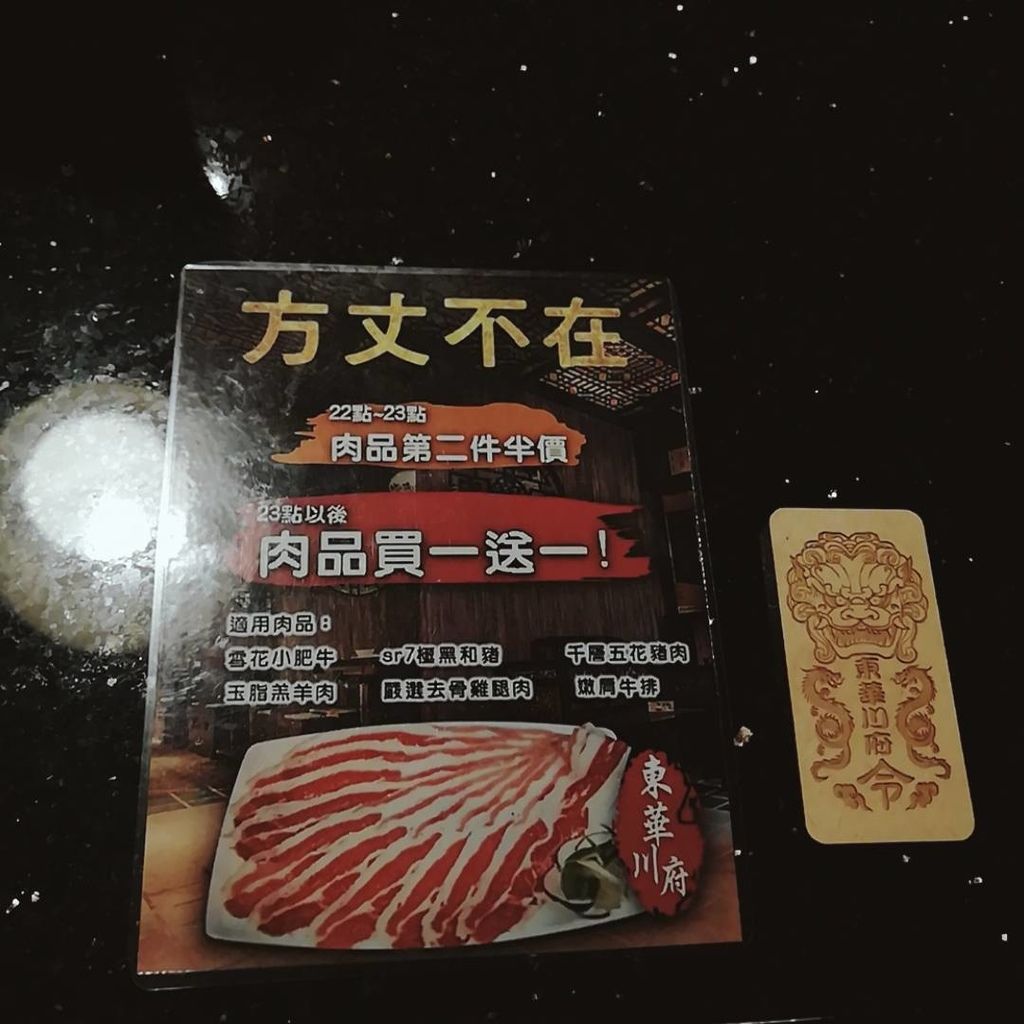 方丈不在
22點~23點
肉品第二件半價
23點以後
肉品買一送一!
適用肉品:
雪花小肥牛 sr7極黑和豬 千層五花豬肉
玉脂羔羊肉 嚴選去骨雞腿肉 嫩肩牛排
東華川府
東華川府
令